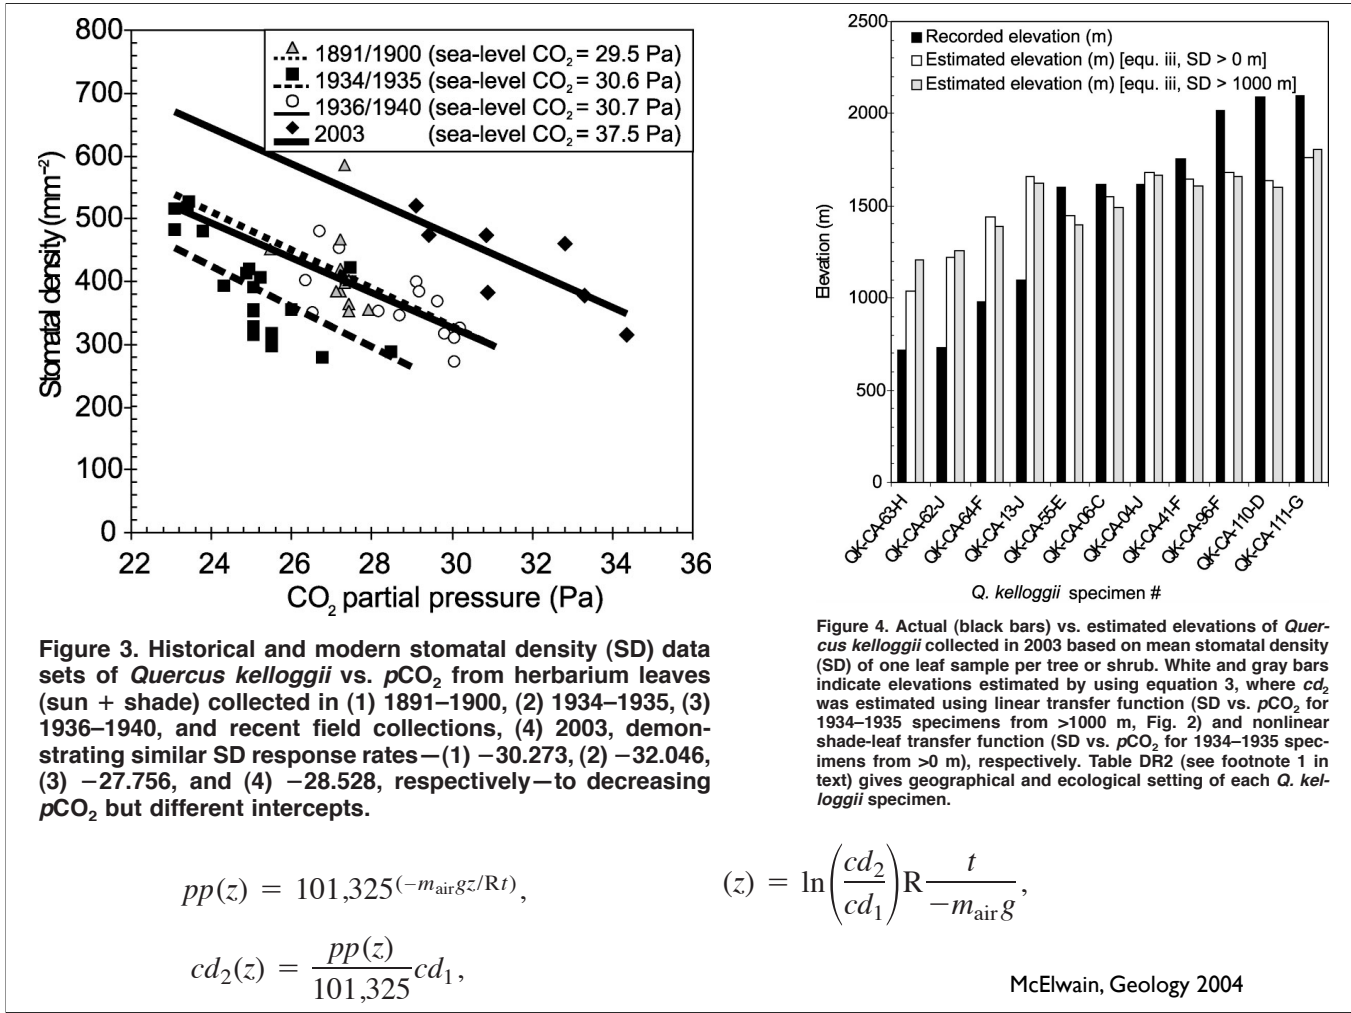 800
700
600
500
400
300
200
100
0
22 24 26 28 30 32 34 36
Stomatal density (mm⁻²)
CO₂ partial pressure (Pa)
1891/1900 (sea-level CO₂ = 29.5 Pa)
1934/1935 (sea-level CO₂ = 30.6 Pa)
1936/1940 (sea-level CO₂ = 30.7 Pa)
2003 (sea-level CO₂ = 37.5 Pa)
Figure 3. Historical and modern stomatal density (SD) data
sets of Quercus kelloggii vs. pCO₂ from herbarium leaves
(sun + shade) collected in (1) 1891–1900, (2) 1934–1935, (3)
1936–1940, and recent field collections, (4) 2003, demon-
strating similar SD response rates—(1) −30.273, (2) −32.046,
(3) −27.756, and (4) −28.528, respectively—to decreasing
pCO₂ but different intercepts.
2500
2000
1500
1000
500
0
Elevation (m)
Recorded elevation (m)
Estimated elevation (m) [equ. iii, SD > 0 m]
Estimated elevation (m) [equ. iii, SD > 1000 m]
QK-CA-63-H
QK-CA-62-J
QK-CA-64-F
QK-CA-13-J
QK-CA-55-E
QK-CA-06-C
QK-CA-04-J
QK-CA-41-F
QK-CA-96-F
QK-CA-110-D
QK-CA-111-G
Q. kelloggii specimen #
Figure 4. Actual (black bars) vs. estimated elevations of Quer-
cus kelloggii collected in 2003 based on mean stomatal density
(SD) of one leaf sample per tree or shrub. White and gray bars
indicate elevations estimated by using equation 3, where cd₂
was estimated using linear transfer function (SD vs. pCO₂ for
1934–1935 specimens from >1000 m, Fig. 2) and nonlinear
shade-leaf transfer function (SD vs. pCO₂ for 1934–1935 spec-
imens from >0 m), respectively. Table DR2 (see footnote 1 in
text) gives geographical and ecological setting of each Q. kel-
loggii specimen.
pp(z) = 101,325^(−m_air gz/Rt),
cd₂(z) = pp(z)/101,325 cd₁,
(z) = ln(cd₂/cd₁) R t/−m_air g,
McElwain, Geology 2004